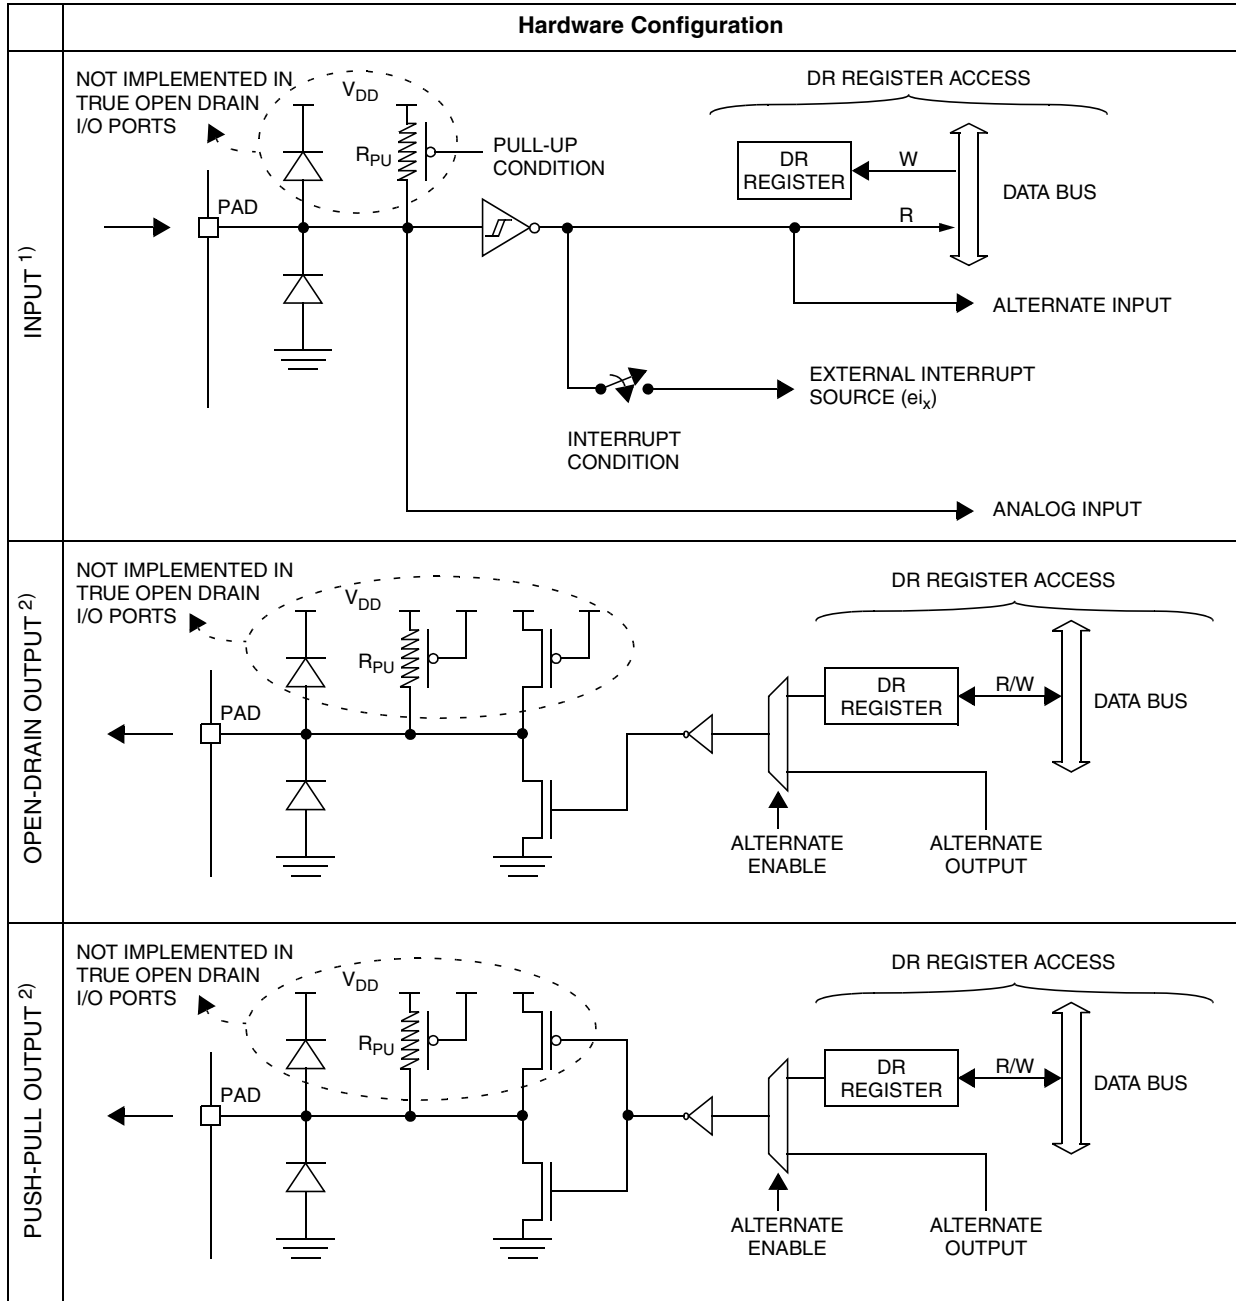 Hardware Configuration
INPUT 1)
NOT IMPLEMENTED IN
TRUE OPEN DRAIN
I/O PORTS
VDD
RPU
PULL-UP
CONDITION
PAD
DR REGISTER ACCESS
DR
REGISTER
W
R
DATA BUS
ALTERNATE INPUT
EXTERNAL INTERRUPT
SOURCE (eix)
INTERRUPT
CONDITION
ANALOG INPUT
OPEN-DRAIN OUTPUT 2)
NOT IMPLEMENTED IN
TRUE OPEN DRAIN
I/O PORTS
VDD
RPU
PAD
DR REGISTER ACCESS
DR
REGISTER
R/W
DATA BUS
ALTERNATE
ENABLE
ALTERNATE
OUTPUT
PUSH-PULL OUTPUT 2)
NOT IMPLEMENTED IN
TRUE OPEN DRAIN
I/O PORTS
VDD
RPU
PAD
DR REGISTER ACCESS
DR
REGISTER
R/W
DATA BUS
ALTERNATE
ENABLE
ALTERNATE
OUTPUT